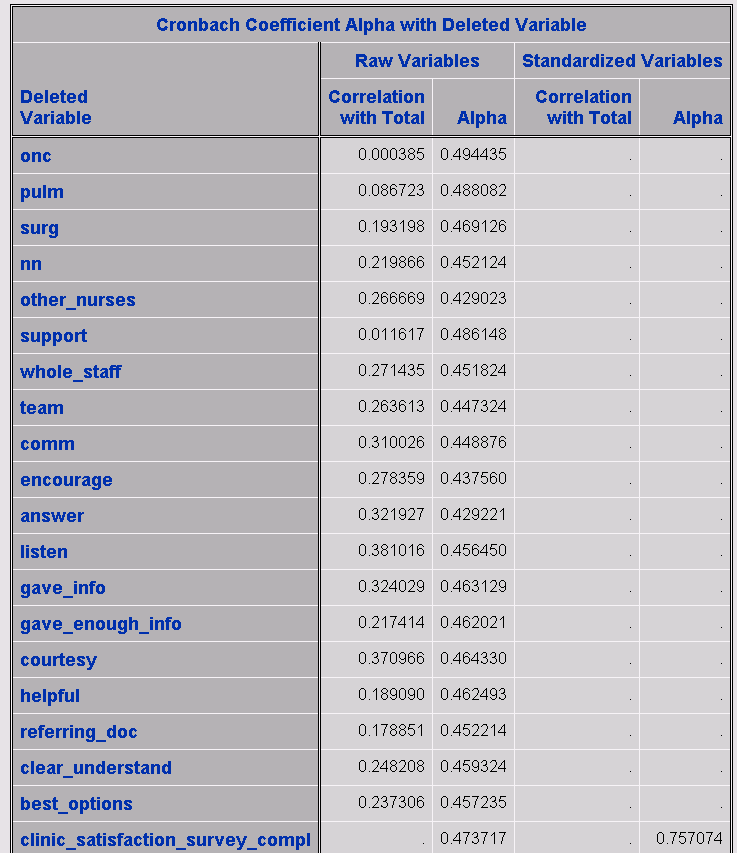 Cronbach Coefficient Alpha with Deleted Variable
Raw Variables Standardized Variables
Deleted Variable Correlation with Total Alpha Correlation with Total Alpha
onc 0.000385 0.494435 . .
pulm 0.086723 0.488082 . .
surg 0.193198 0.469126 . .
nn 0.219866 0.452124 . .
other_nurses 0.266669 0.429023 . .
support 0.011617 0.486148 . .
whole_staff 0.271435 0.451824 . .
team 0.263613 0.447324 . .
comm 0.310026 0.448876 . .
encourage 0.278359 0.437560 . .
answer 0.321927 0.429221 . .
listen 0.381016 0.456450 . .
gave_info 0.324029 0.463129 . .
gave_enough_info 0.217414 0.462021 . .
courtesy 0.370966 0.464330 . .
helpful 0.189090 0.462493 . .
referring_doc 0.178851 0.452214 . .
clear_understand 0.248208 0.459324 . .
best_options 0.237306 0.457235 . .
clinic_satisfaction_survey_compl . 0.473717 . 0.757074